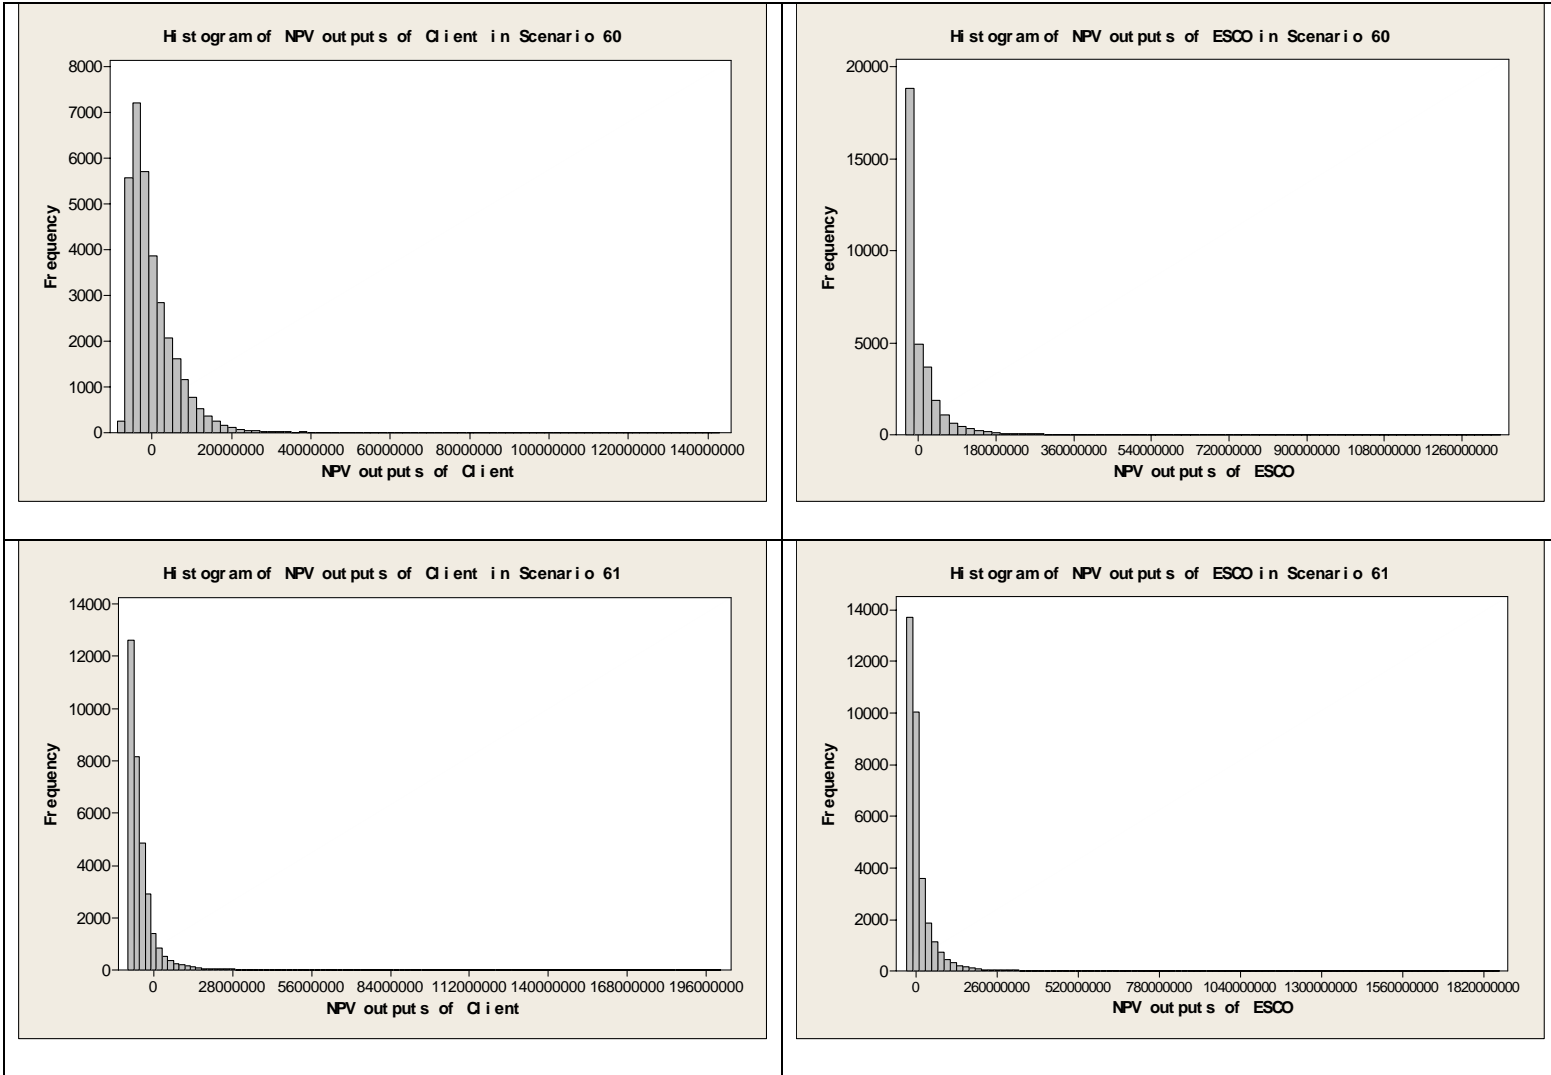 Histogram of NPV outputs of Client in Scenario 60
8000
7000
6000
5000
4000
3000
2000
1000
0
Frequency
0 20000000 40000000 60000000 80000000 100000000 120000000 140000000
NPV outputs of Client
Histogram of NPV outputs of ESCO in Scenario 60
20000
15000
10000
5000
0
Frequency
0 180000000 360000000 540000000 720000000 900000000 1080000000 1260000000
NPV outputs of ESCO
Histogram of NPV outputs of Client in Scenario 61
14000
12000
10000
8000
6000
4000
2000
0
Frequency
0 28000000 56000000 84000000 112000000 140000000 168000000 196000000
NPV outputs of Client
Histogram of NPV outputs of ESCO in Scenario 61
14000
12000
10000
8000
6000
4000
2000
0
Frequency
0 260000000 520000000 780000000 1040000000 1300000000 1560000000 1820000000
NPV outputs of ESCO